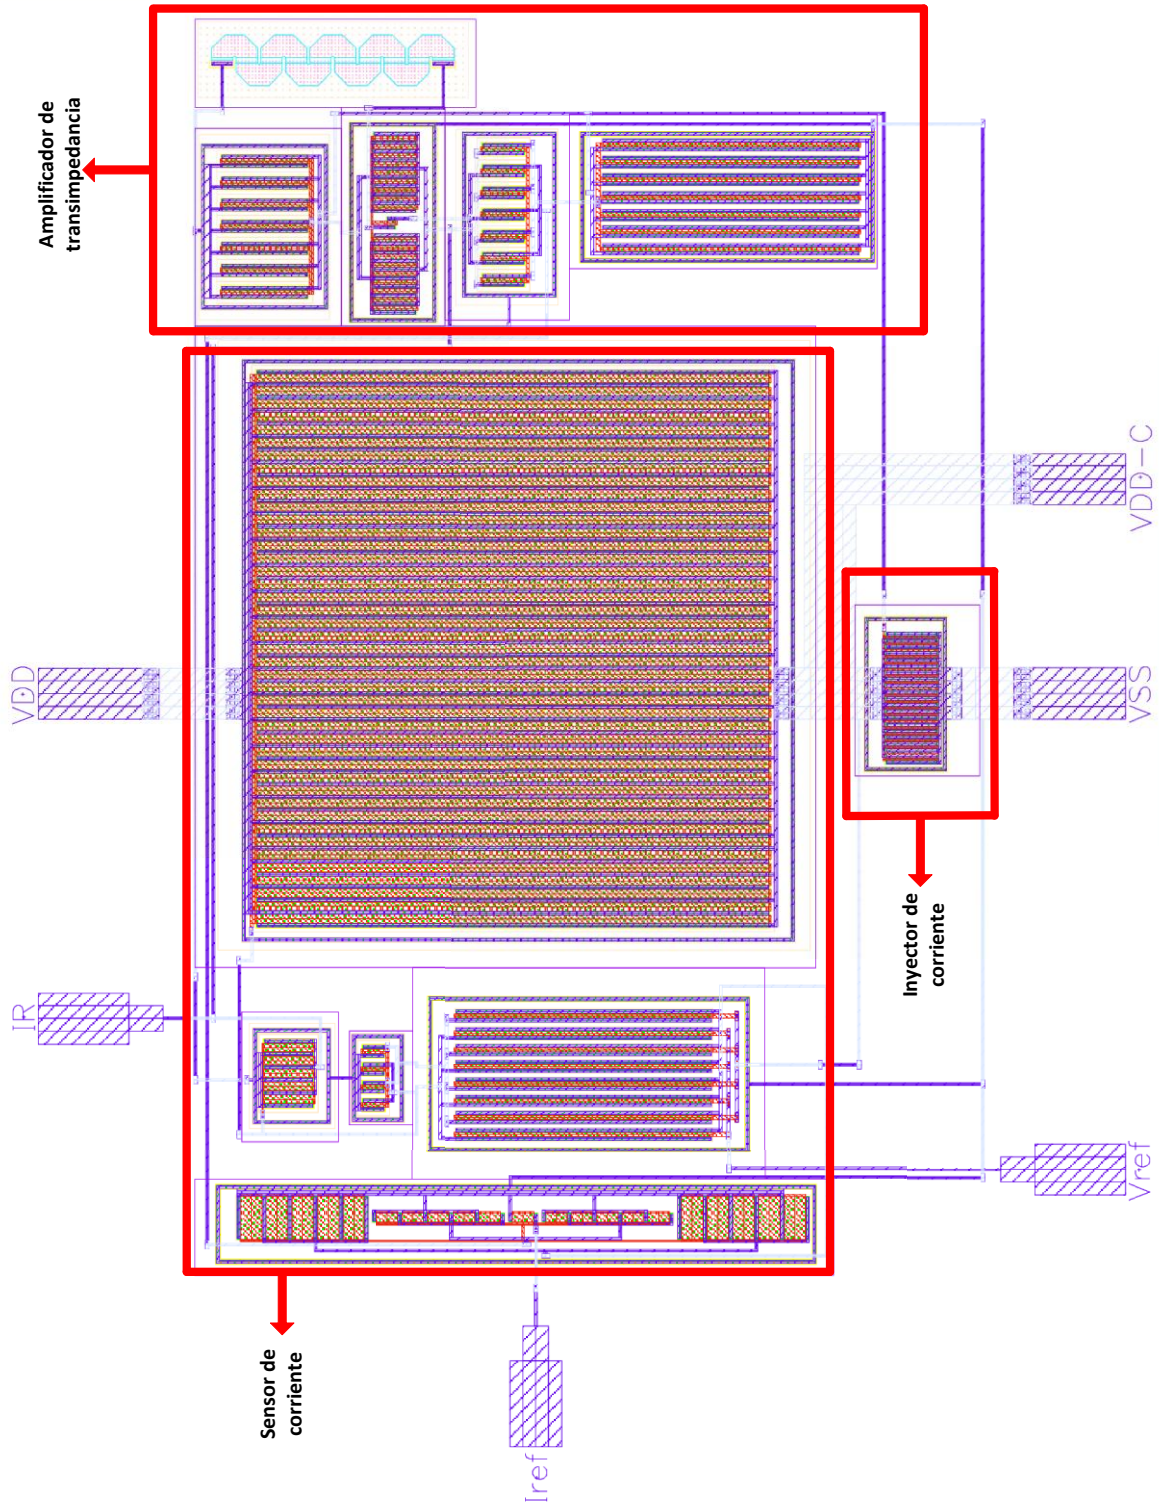 Amplificador de
transimpedancia
VDD
VDD-C
VSS
Inyector de
corriente
IR
Vref
Sensor de
corriente
Iref